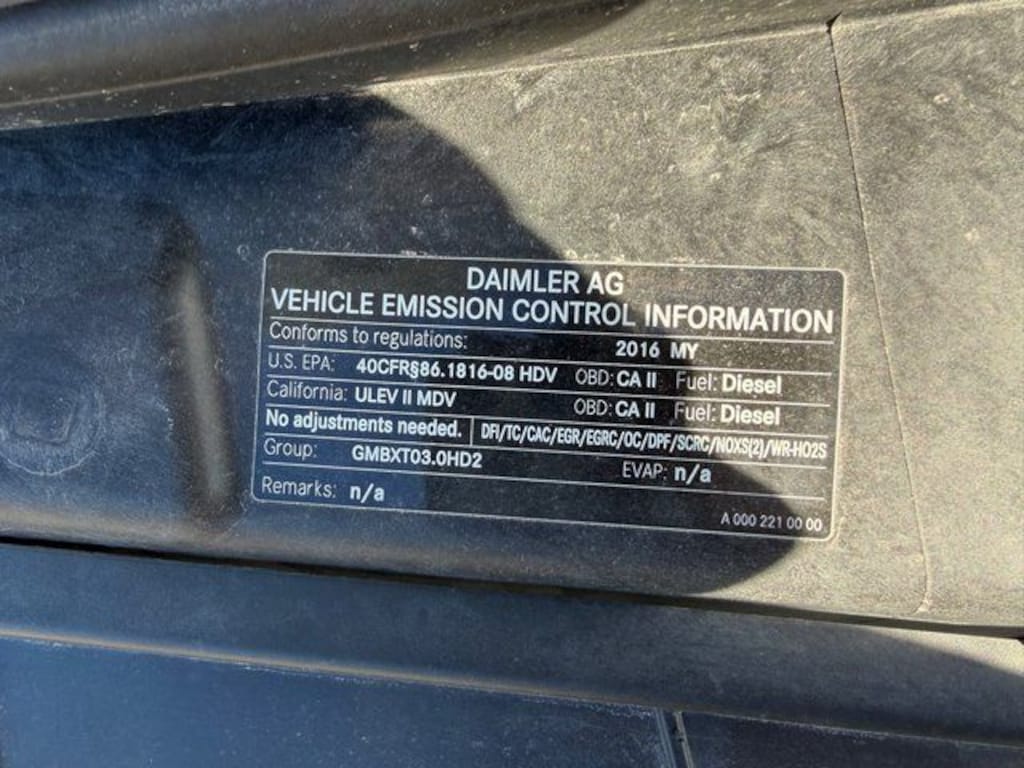 DAIMLER AG
VEHICLE EMISSION CONTROL INFORMATION
Conforms to regulations: 2016 MY
U.S. EPA: 40CFR§86.1816-08 HDV OBD: CA II Fuel: Diesel
California: ULEV II MDV OBD: CA II Fuel: Diesel
No adjustments needed. DFI/TC/CAC/EGR/EGRC/OC/DPF/SCRC/NOXS(2)/WR-HO2S
Group: GMBXT03.0HD2 EVAP: n/a
Remarks: n/a
A 000 221 00 00